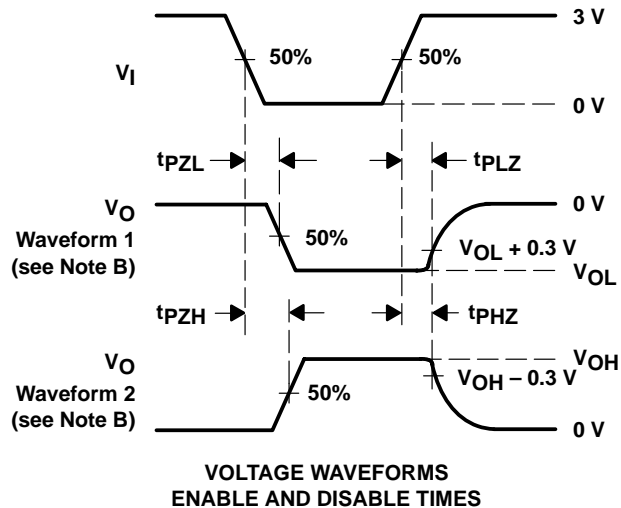 3 V
50%
50%
VI
0 V
tPZL
tPLZ
VO
Waveform 1
(see Note B)
0 V
50%
VOL + 0.3 V
VOL
tPZH
tPHZ
VO
Waveform 2
(see Note B)
VOH
VOH – 0.3 V
50%
0 V
VOLTAGE WAVEFORMS
ENABLE AND DISABLE TIMES